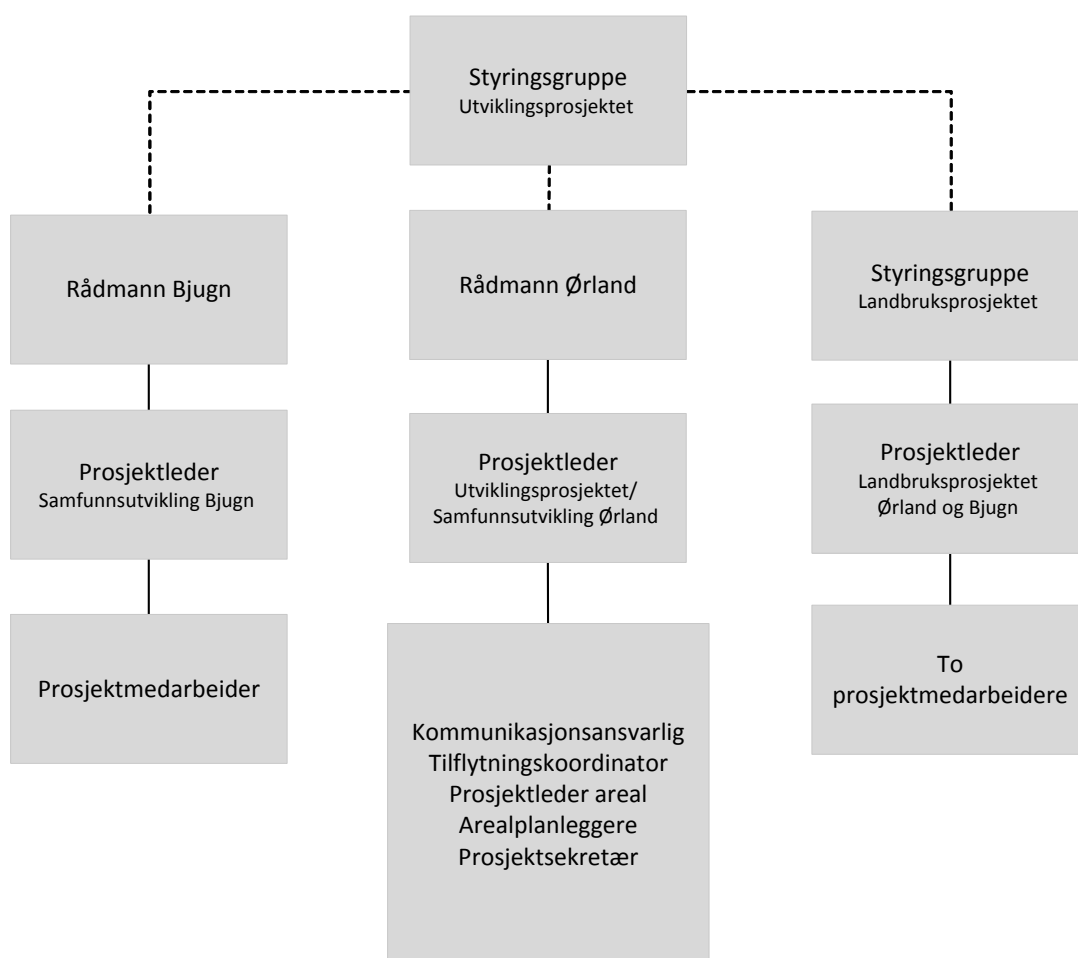 Styringsgruppe
Utviklingsprosjektet
Rådmann Bjugn
Rådmann Ørland
Styringsgruppe
Landbruksprosjektet
Prosjektleder
Samfunnsutvikling Bjugn
Prosjektleder
Utviklingsprosjektet/
Samfunnsutvikling Ørland
Prosjektleder
Landbruksprosjektet
Ørland og Bjugn
Prosjektmedarbeider
Kommunikasjonsansvarlig
Tilflytningskoordinator
Prosjektleder areal
Arealplanleggere
Prosjektsekretær
To
prosjektmedarbeidere